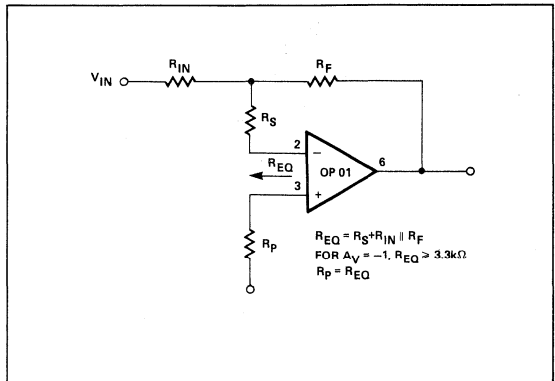 R_IN
R_F
V_IN
R_S
2
−
6
R_EQ
OP 01
3
+
R_P
R_EQ = R_S+R_IN ∥ R_F
FOR A_V = −1, R_EQ ⩾ 3.3kΩ
R_P = R_EQ